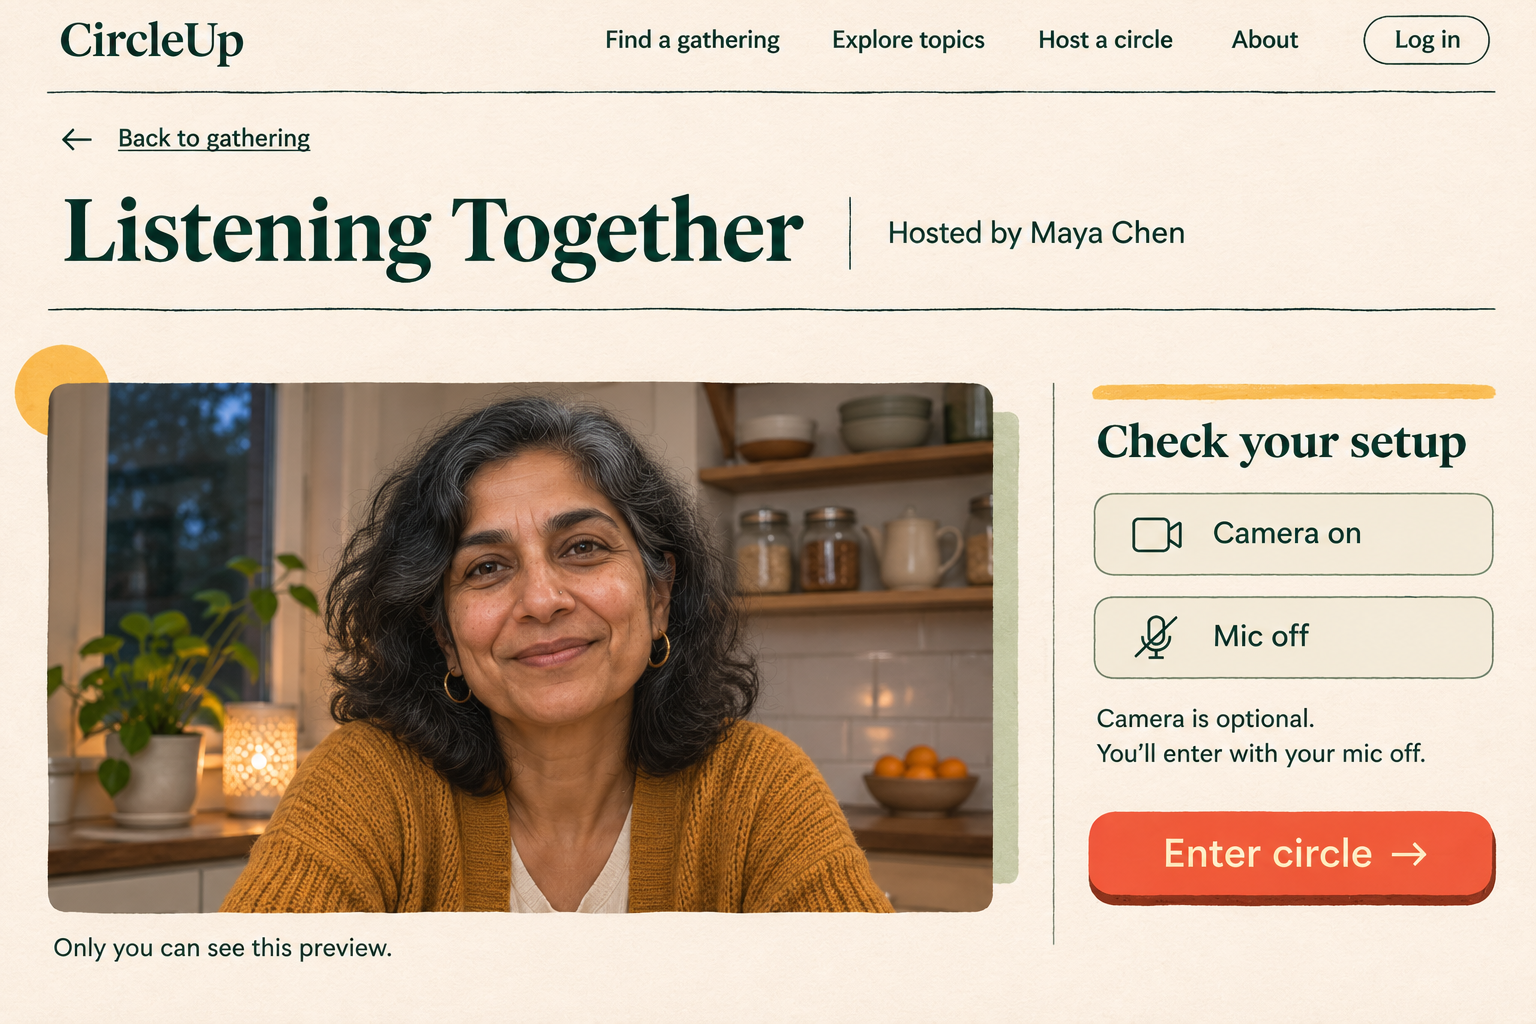 CircleUp
Find a gathering
Explore topics
Host a circle
About
Log in
← Back to gathering
Listening Together
Hosted by Maya Chen
Check your setup
Camera on
Mic off
Camera is optional.
You’ll enter with your mic off.
Enter circle →
Only you can see this preview.